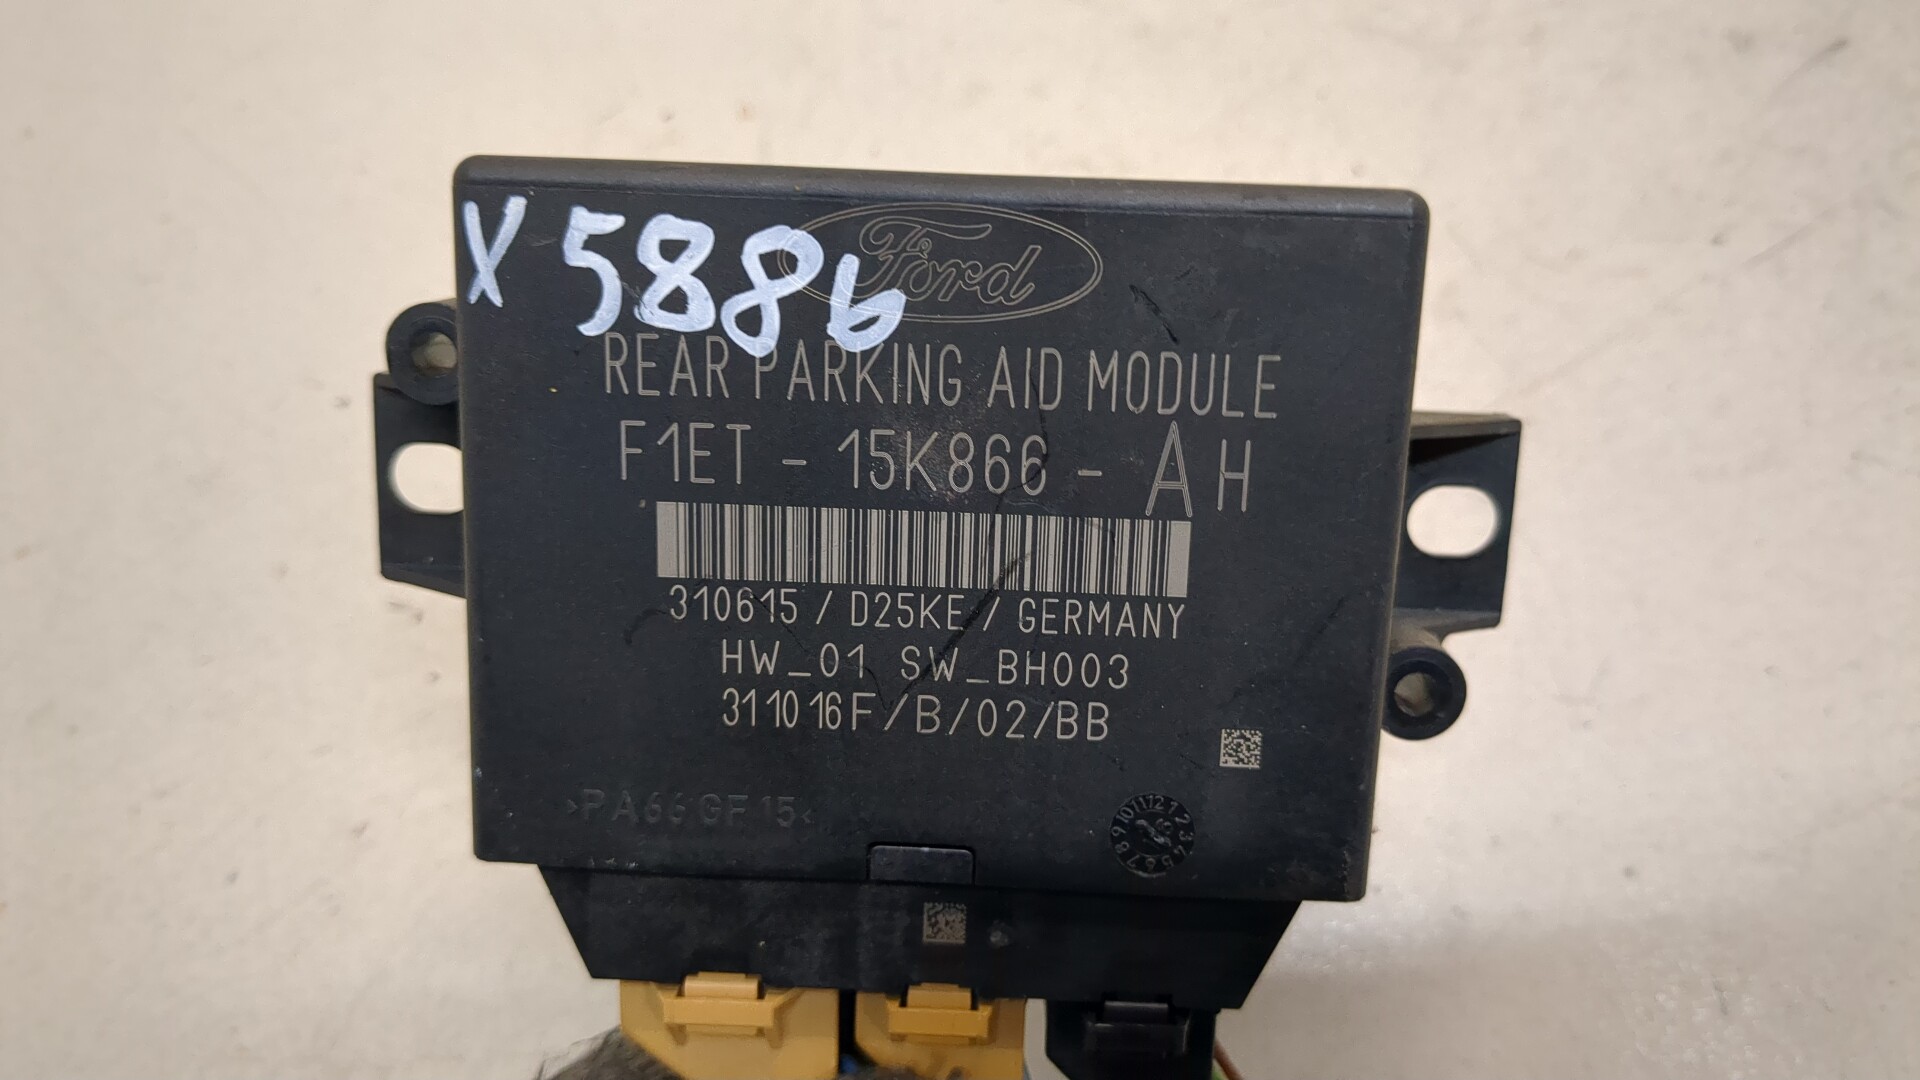 X 5886
Ford
REAR PARKING AID MODULE
F1ET - 15K866 - AH
310615 / D25KE / GERMANY
HW_01 SW_BH003
311016F/B/02/BB
>PA66GF15<